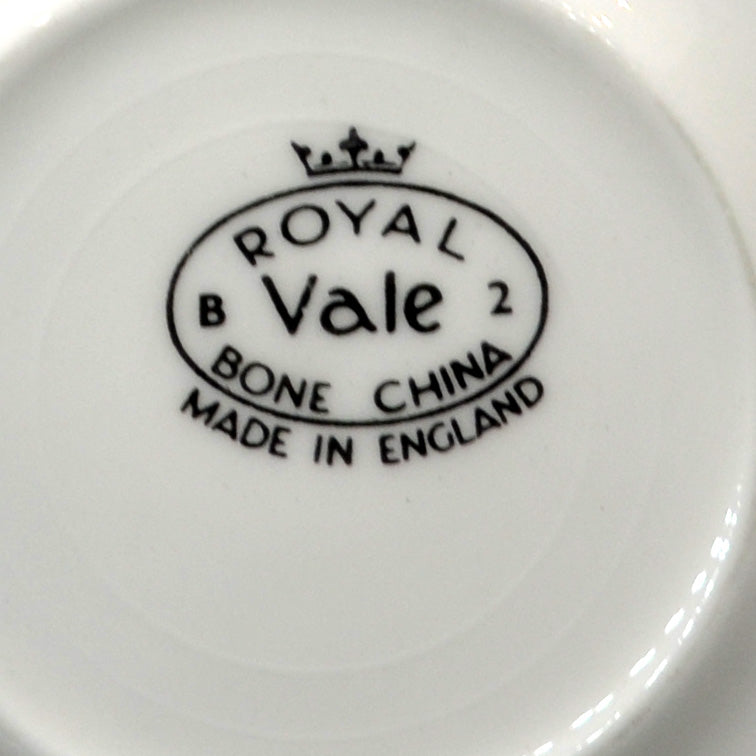 ROYAL
B Vale 2
BONE CHINA
MADE IN ENGLAND